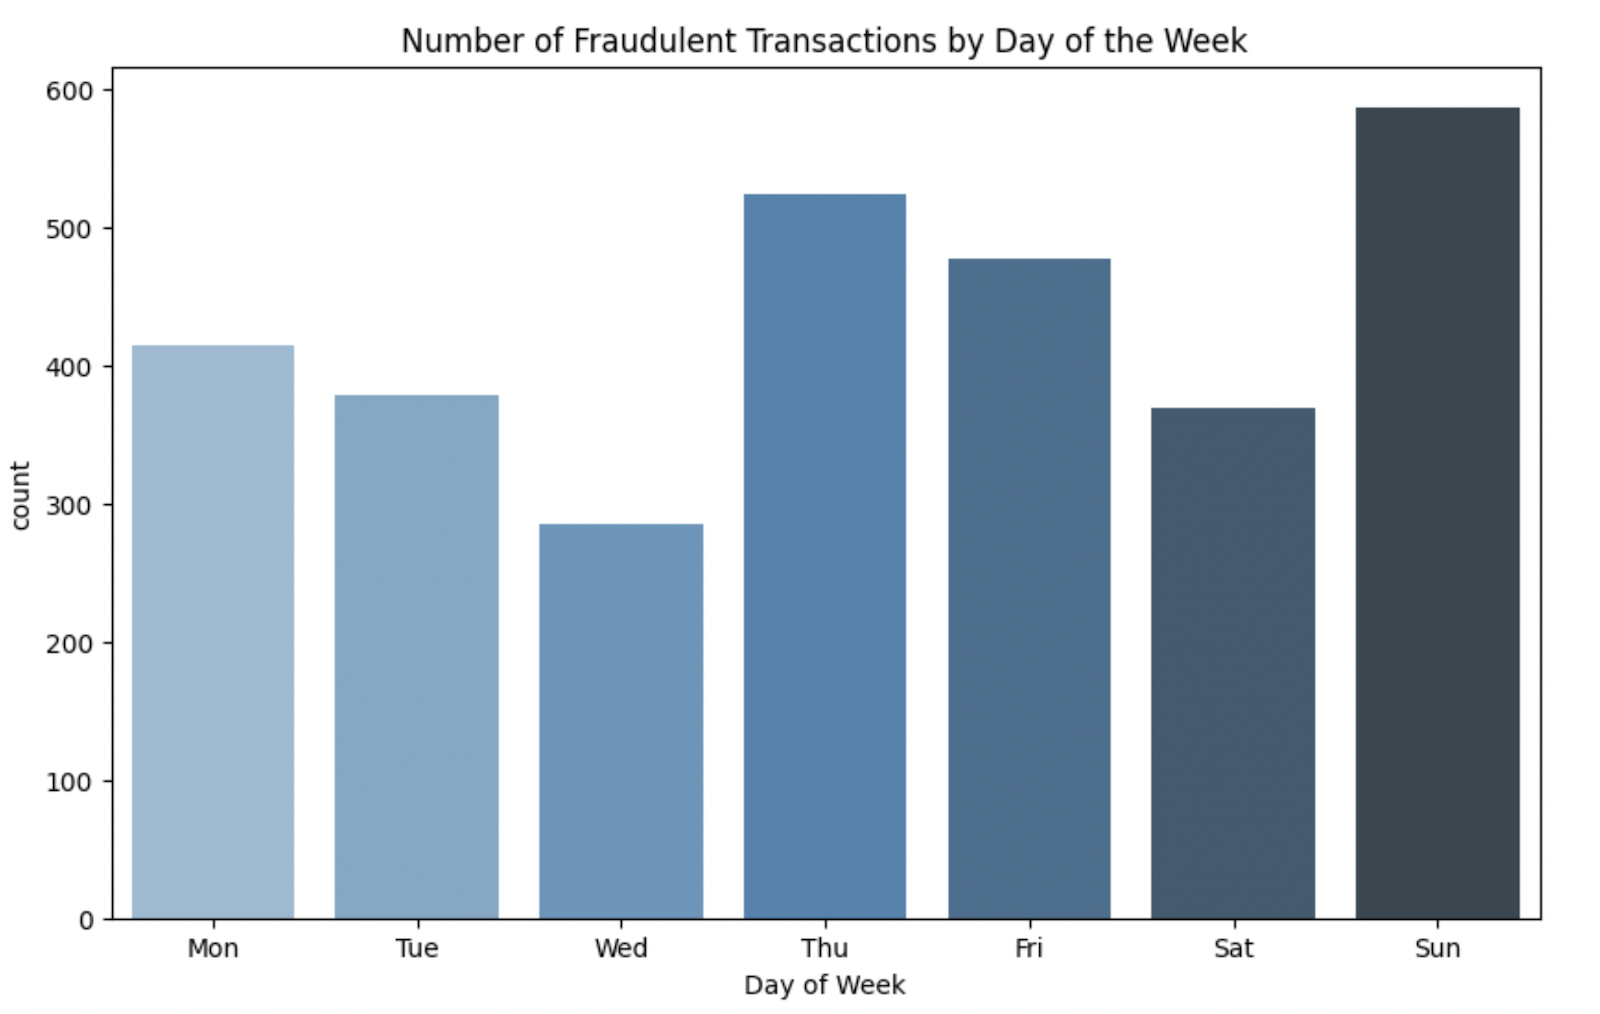 Number of Fraudulent Transactions by Day of the Week
600
500
400
300
200
100
0
count
Mon Tue Wed Thu Fri Sat Sun
Day of Week